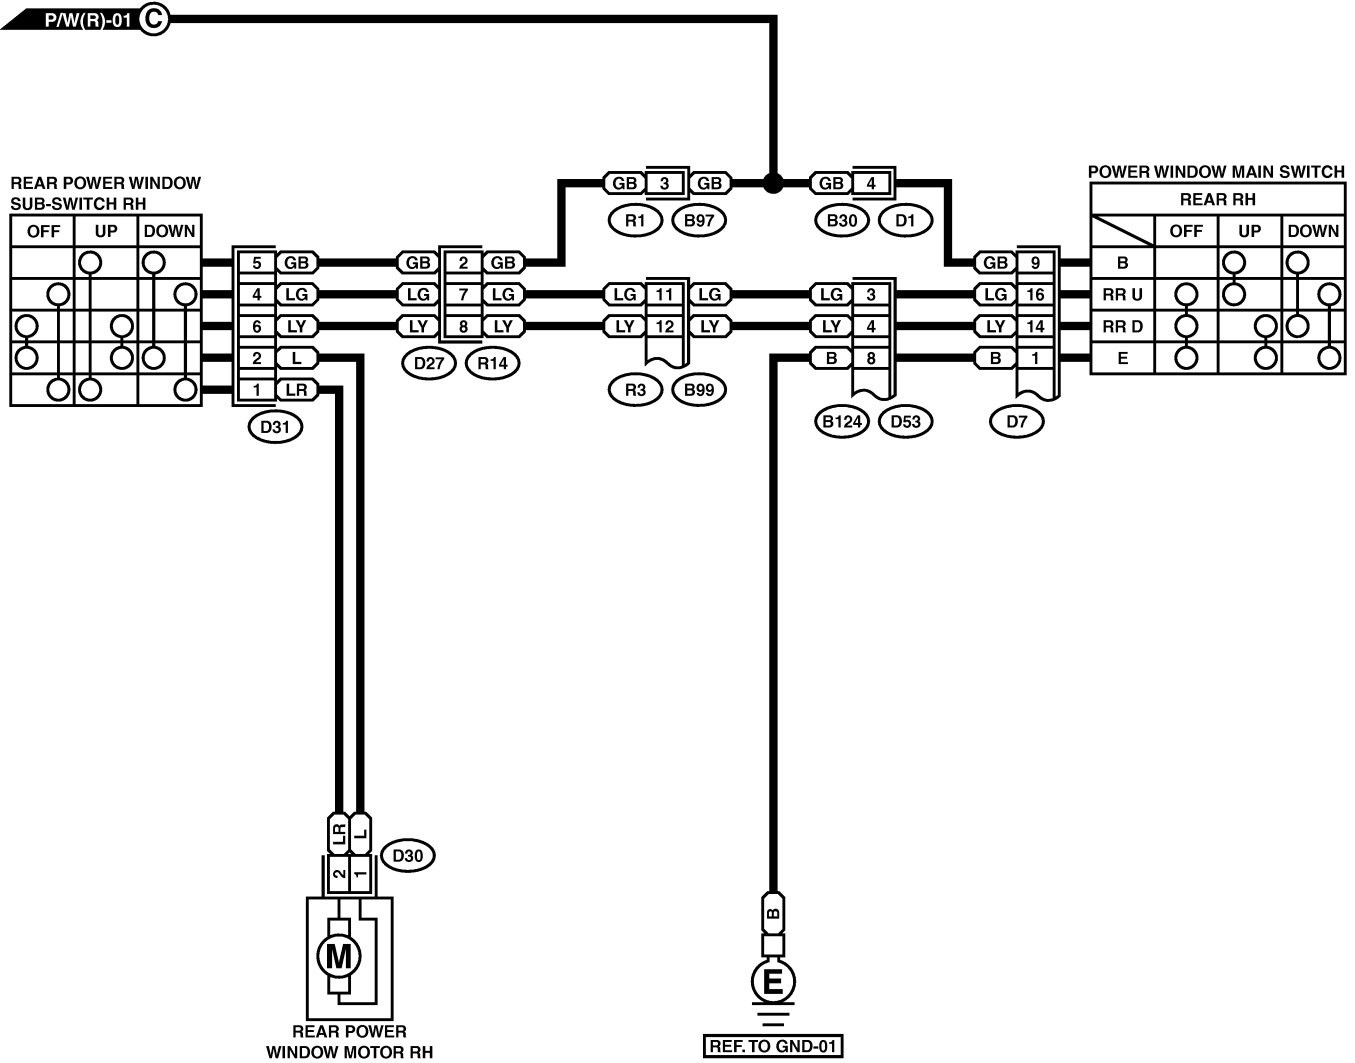 P/W(R)-01 C
POWER WINDOW MAIN SWITCH
REAR RH
OFF UP DOWN
B
RR U
RR D
E
REAR POWER WINDOW
SUB-SWITCH RH
OFF UP DOWN
GB 3 GB GB 4
R1 B97 B30 D1
5 GB GB 2 GB GB 9
4 LG LG 7 LG LG 11 LG LG 3 LG 16
6 LY LY 8 LY LY 12 LY LY 4 LY 14
2 L B 8 B 1
1 LR
D27 R14 R3 B99
D31 B124 D53 D7
LR L
2 1
D30
M
REAR POWER
WINDOW MOTOR RH
B
E
REF. TO GND-01